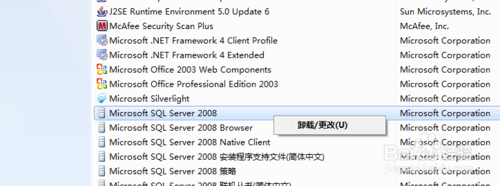 J2SE Runtime Environment 5.0 Update 6 Sun Microsystems, Inc.
McAfee Security Scan Plus McAfee, Inc.
Microsoft .NET Framework 4 Client Profile Microsoft Corporation
Microsoft .NET Framework 4 Extended Microsoft Corporation
Microsoft Office 2003 Web Components Microsoft Corporation
Microsoft Office Professional Edition 2003 Microsoft Corporation
Microsoft Silverlight Microsoft Corporation
Microsoft SQL Server 2008 Microsoft Corporation
卸载/更改(U)
Microsoft SQL Server 2008 Browser Microsoft Corporation
Microsoft SQL Server 2008 Native Client Microsoft Corporation
Microsoft SQL Server 2008 安装程序支持文件(简体中文) Microsoft Corporation
Microsoft SQL Server 2008 策略 Microsoft Corporation
Microsoft SQL Server 2008 联机丛书(简体中文) Microsoft Corporation